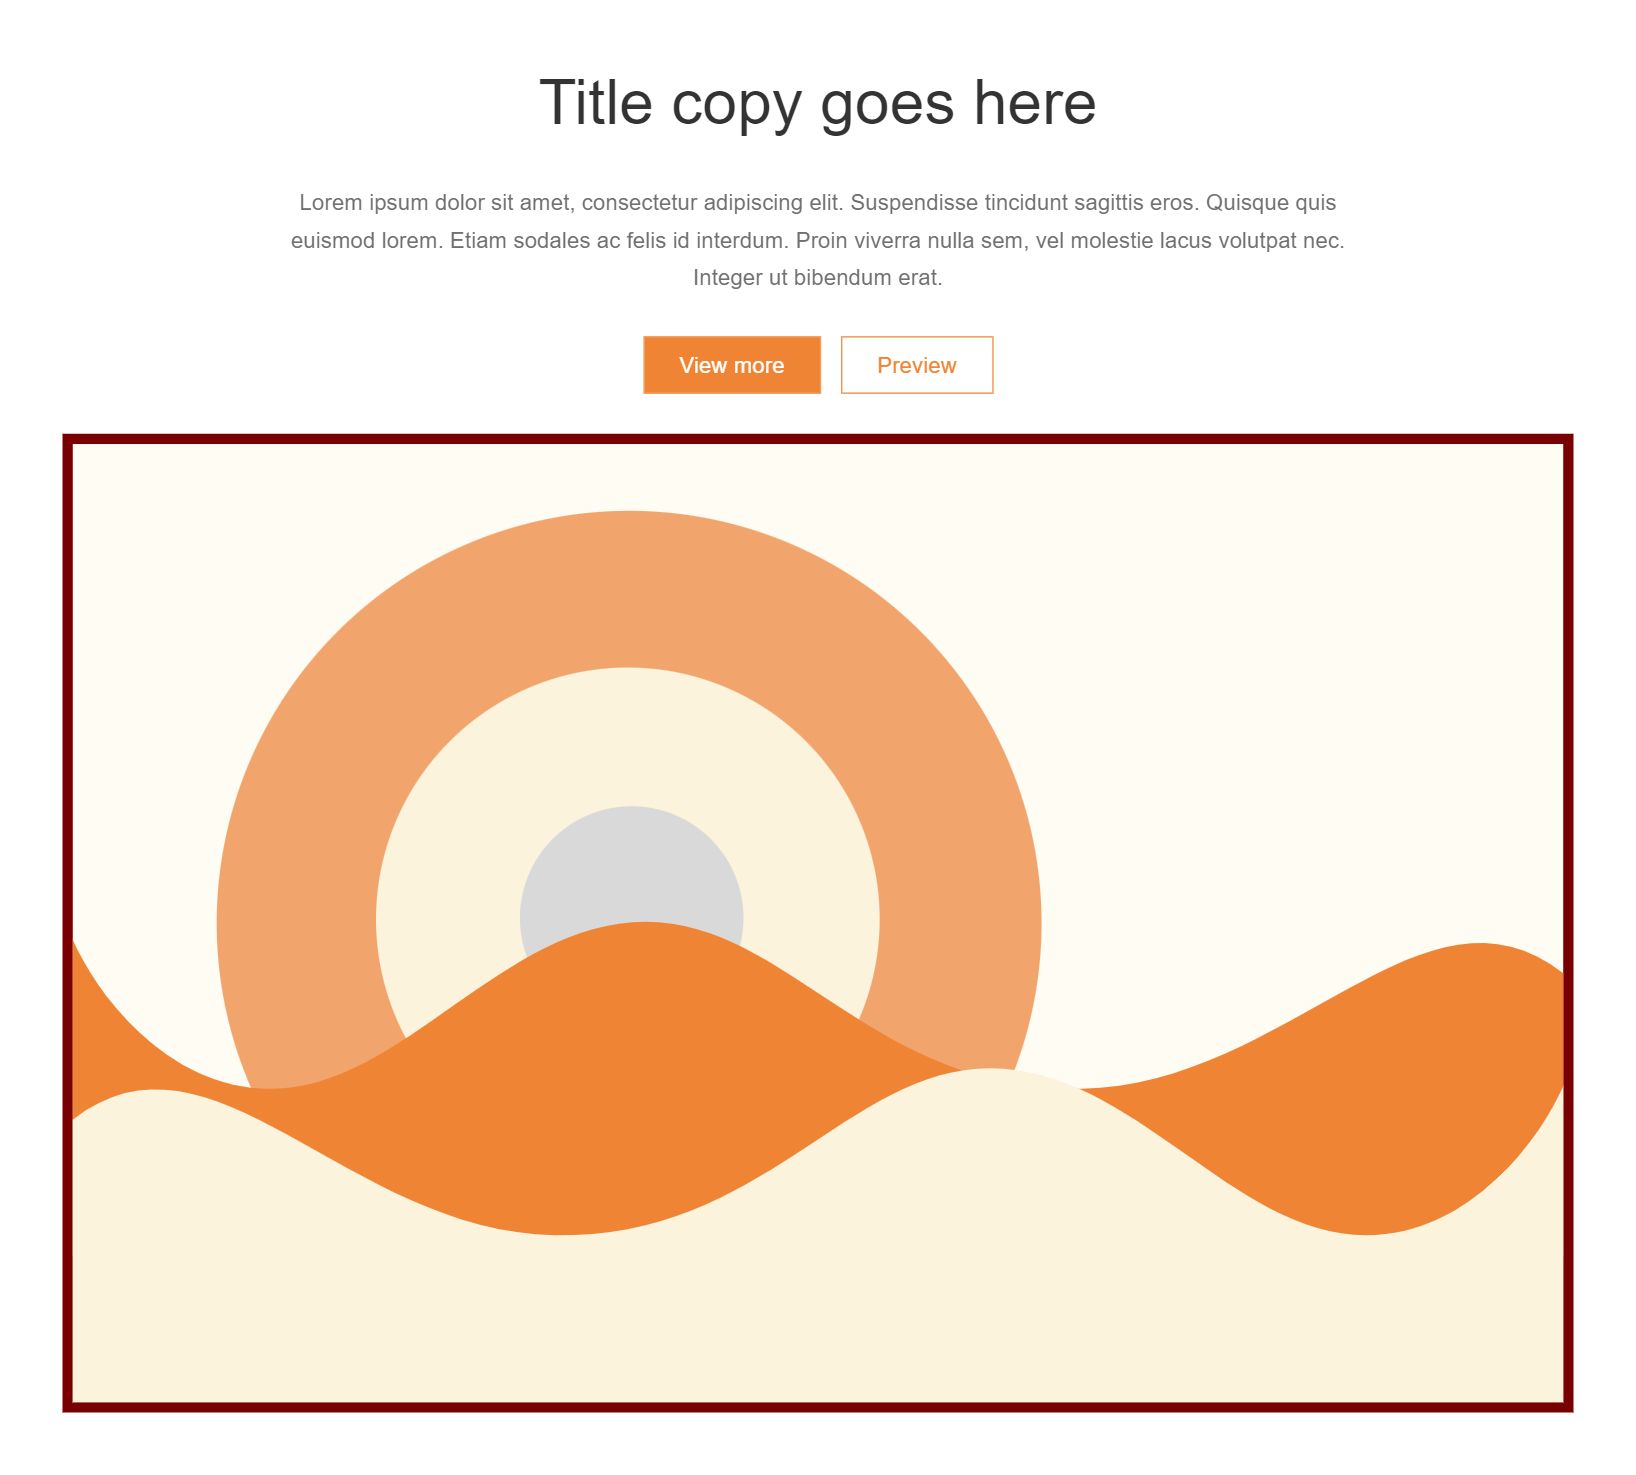 Title copy goes here
Lorem ipsum dolor sit amet, consectetur adipiscing elit. Suspendisse tincidunt sagittis eros. Quisque quis
euismod lorem. Etiam sodales ac felis id interdum. Proin viverra nulla sem, vel molestie lacus volutpat nec.
Integer ut bibendum erat.
View more
Preview